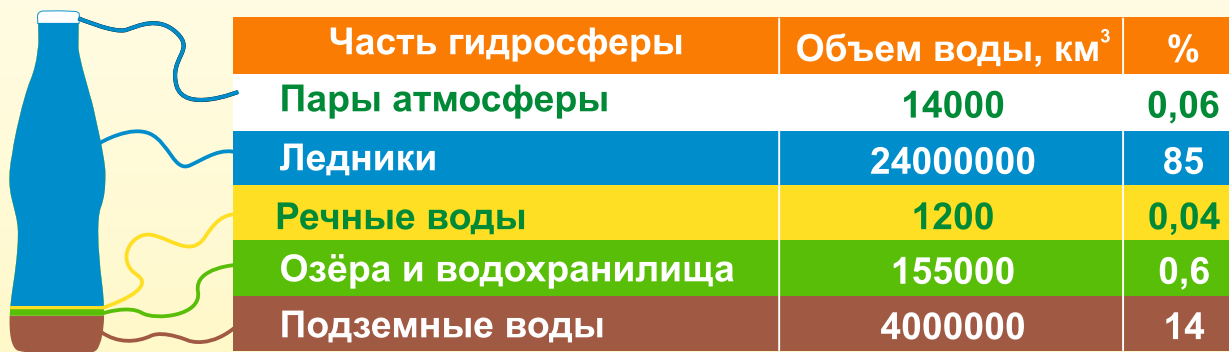 Часть гидросферы Объем воды, км³ %
Пары атмосферы 14000 0,06
Ледники 24000000 85
Речные воды 1200 0,04
Озёра и водохранилища 155000 0,6
Подземные воды 4000000 14